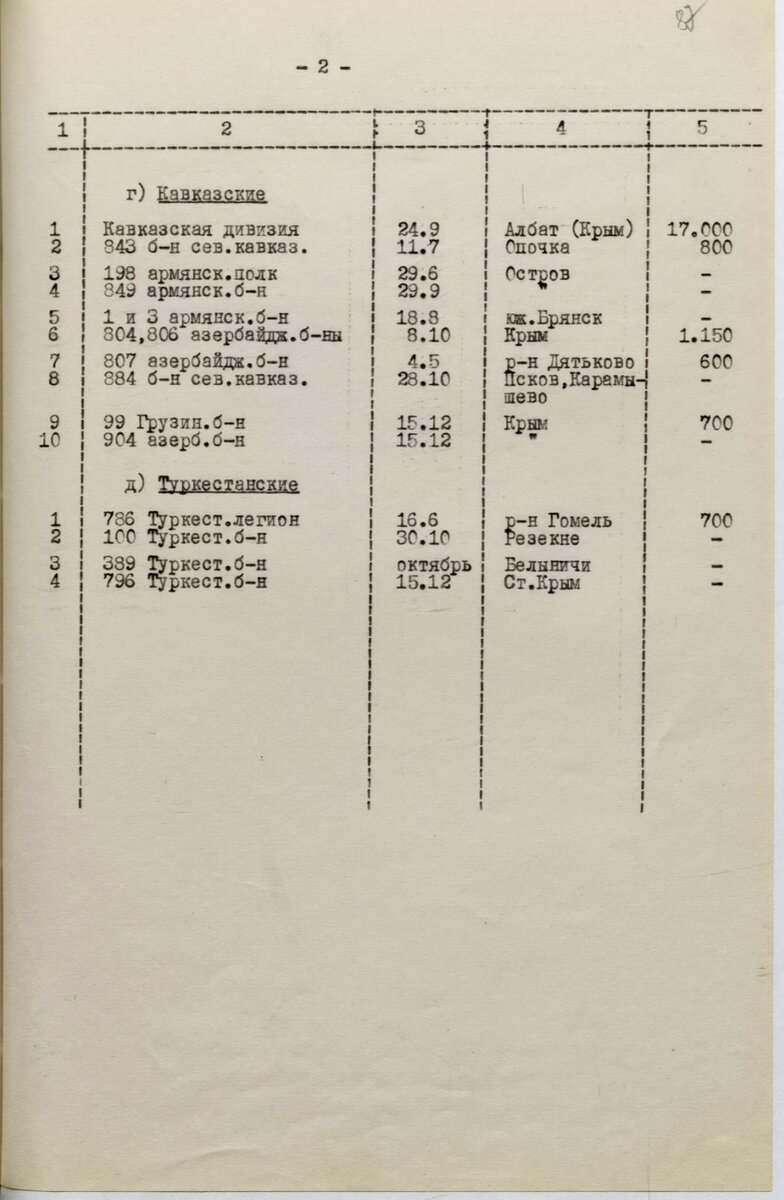 - 2 -
1 2 3 4 5
г) Кавказские
1 Кавказская дивизия 24.9 Албат (Крым) 17.000
2 843 б-н сев.кавказ. 11.7 Опочка 800
3 198 армянск.полк 29.6 Остров -
4 849 армянск.б-н 29.9 " -
5 1 и 3 армянск.б-н 18.8 юж.Брянск -
6 804,806 азербайдж.б-ны 8.10 Крым 1.150
7 807 азербайдж.б-н 4.5 р-н Дятьково 600
8 884 б-н сев.кавказ. 28.10 Псков,Карамы- -
шево
9 99 Грузин.б-н 15.12 Крым 700
10 904 азерб.б-н 15.12 " -
д) Туркестанские
1 786 Туркест.легион 16.6 р-н Гомель 700
2 100 Туркест.б-н 30.10 Резекне -
3 389 Туркест.б-н октябрь Белыничи -
4 796 Туркест.б-н 15.12 Ст.Крым -